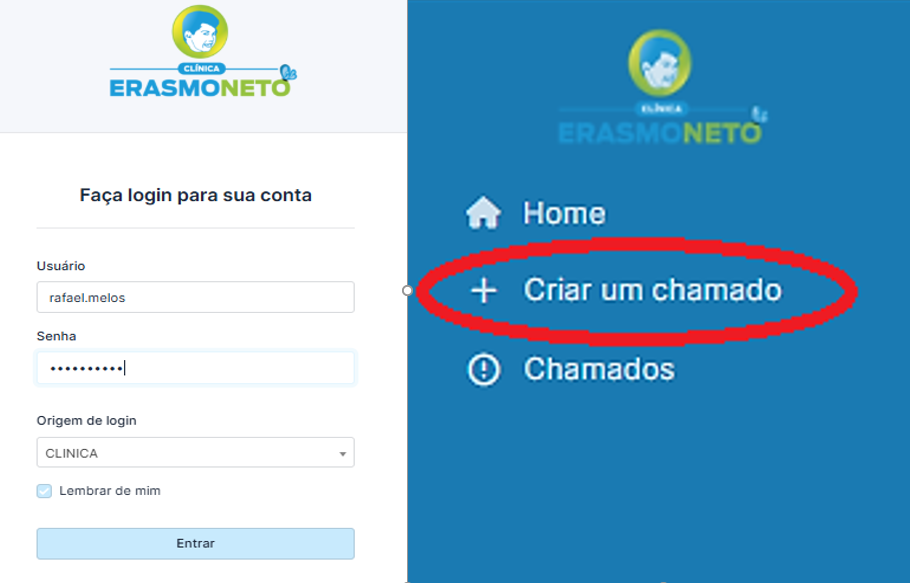 CLÍNICA
ERASMONETO
Faça login para sua conta
Usuário
rafael.melos
Senha
••••••••••
Origem de login
CLINICA
Lembrar de mim
Entrar
CLÍNICA
ERASMONETO
Home
Criar um chamado
Chamados